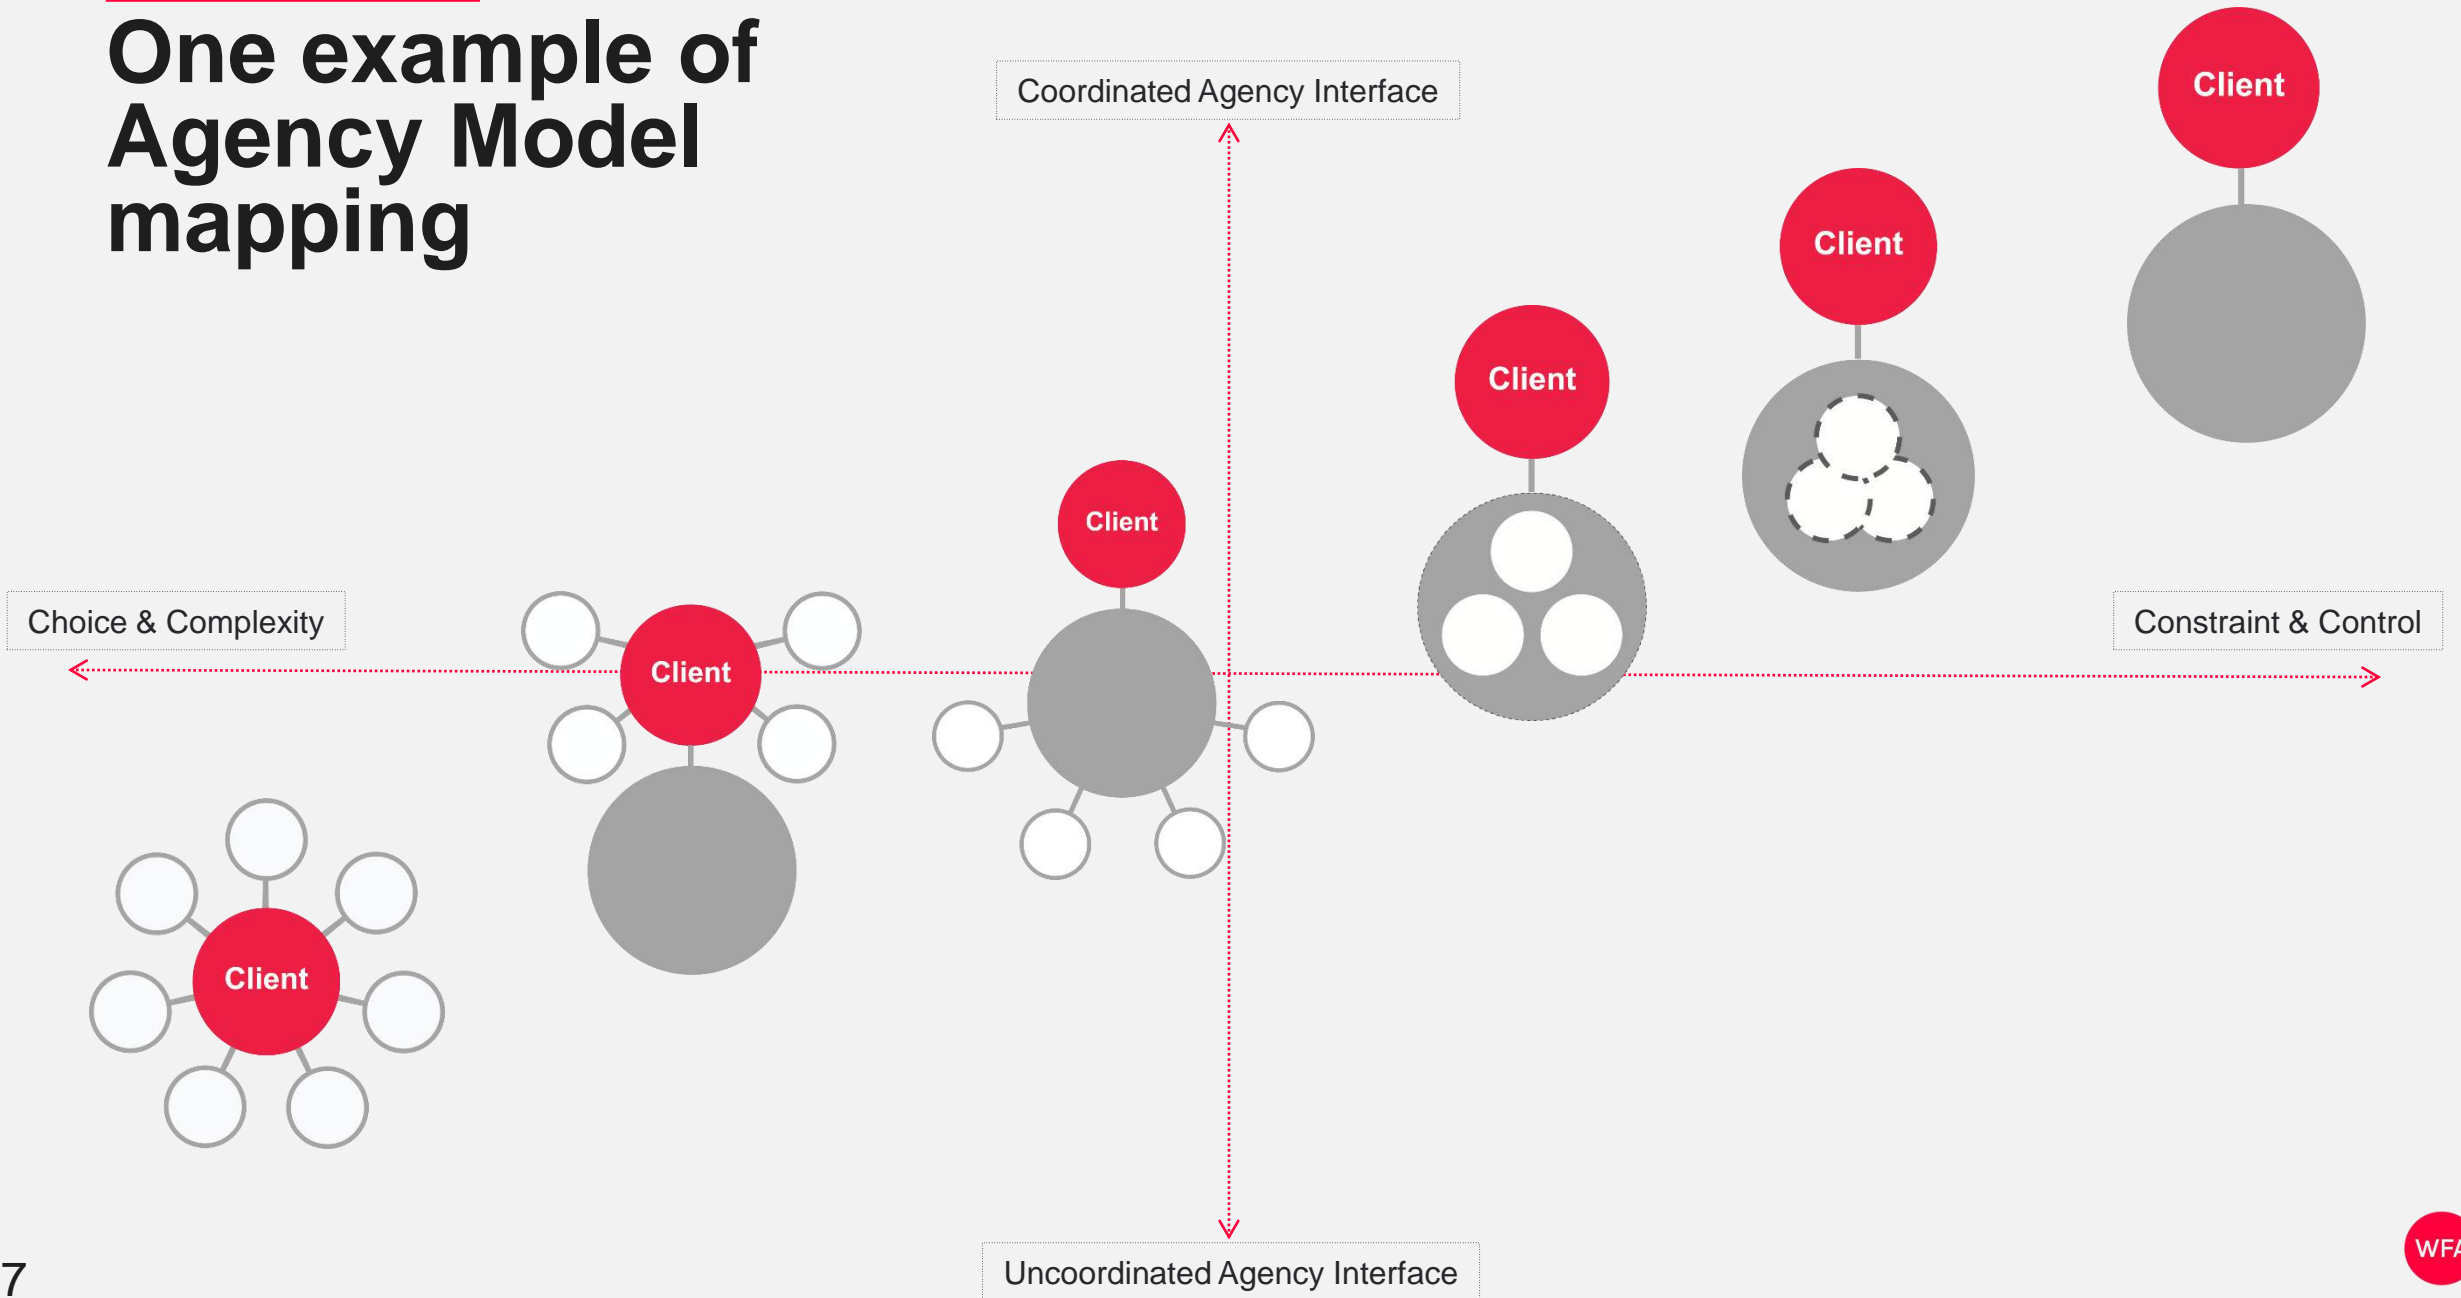 One example of
Agency Model
mapping
Coordinated Agency Interface
Client
Client
Client
Client
Choice & Complexity
Constraint & Control
Client
Client
Uncoordinated Agency Interface
7
WFA